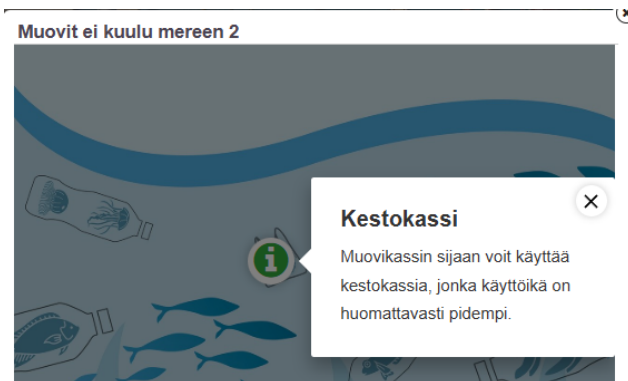 Muovit ei kuulu mereen 2
Kestokassi
Muovikassin sijaan voit käyttää
kestokassia, jonka käyttöikä on
huomattavasti pidempi.